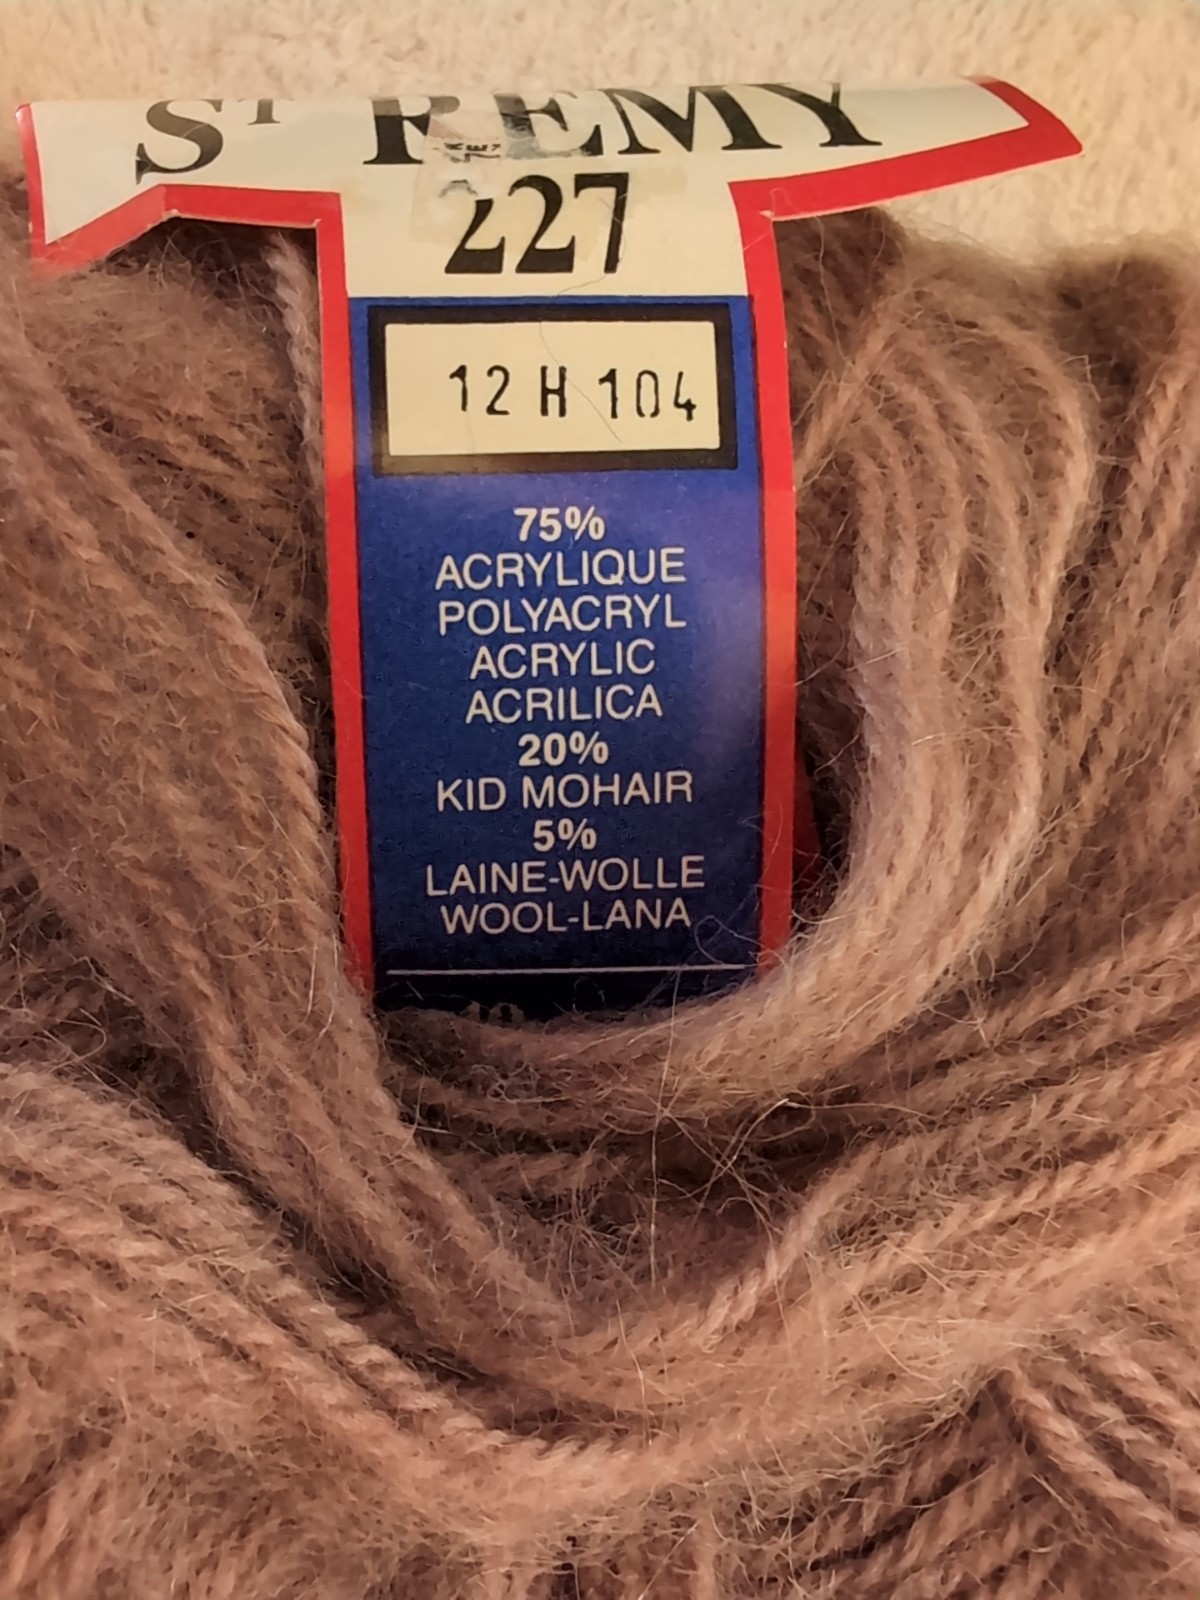 ST REMY
227
12 H 104
75%
ACRYLIQUE
POLYACRYL
ACRYLIC
ACRILICA
20%
KID MOHAIR
5%
LAINE-WOLLE
WOOL-LANA